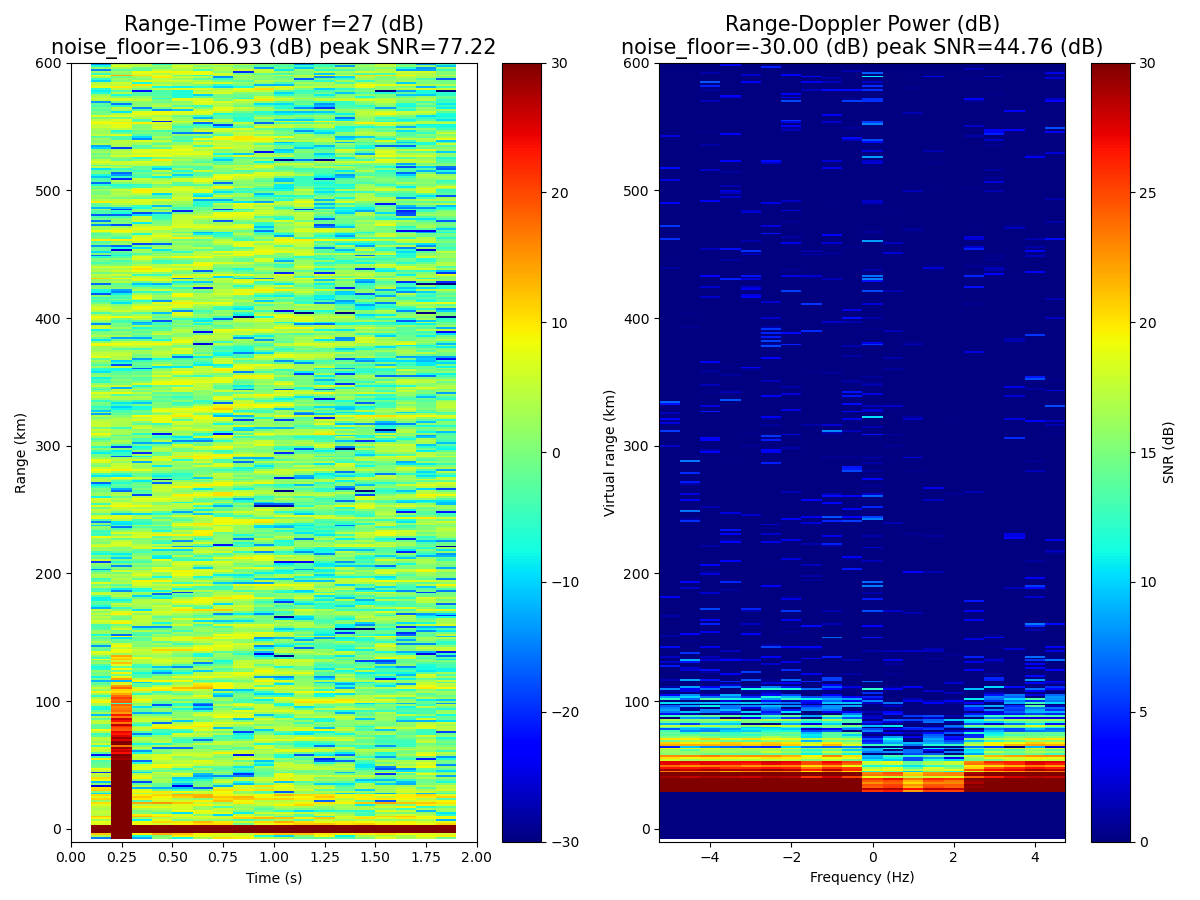 Range-Time Power f=27 (dB)
noise_floor=-106.93 (dB) peak SNR=77.22
Range (km)
600
500
400
300
200
100
0
0.00 0.25 0.50 0.75 1.00 1.25 1.50 1.75 2.00
Time (s)
30
20
10
0
−10
−20
−30
Range-Doppler Power (dB)
noise_floor=-30.00 (dB) peak SNR=44.76 (dB)
Virtual range (km)
600
500
400
300
200
100
0
−4 −2 0 2 4
Frequency (Hz)
30
25
20
15
10
5
0
SNR (dB)